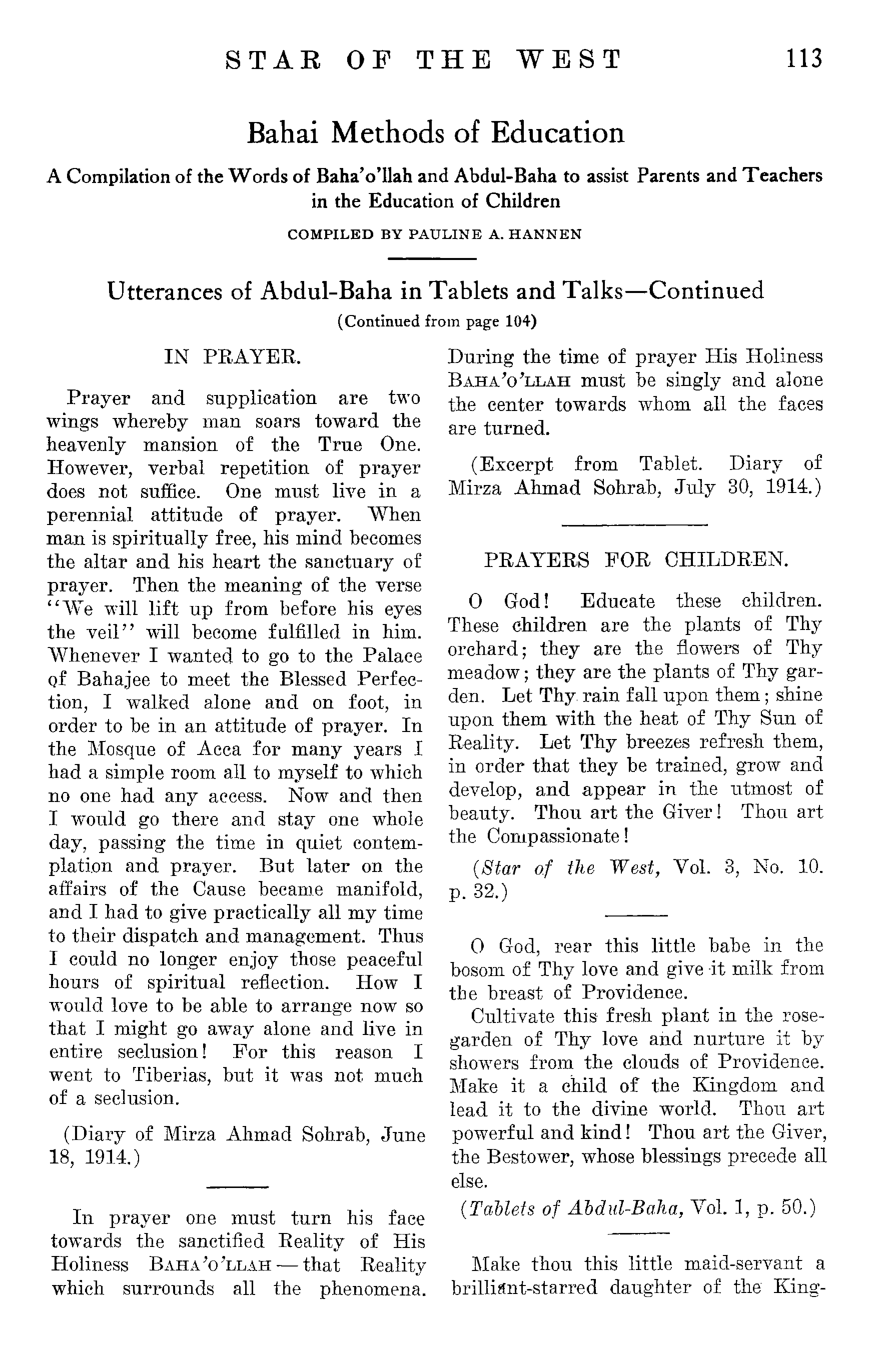 STAR OF THE WEST 113
Bahai Methods of Education
A Compilation of the Words of Baha'o'llah and Abdul-Baha to assist Parents and Teachers
in the Education of Children
COMPILED BY PAULINE A. HANNEN
Utterances of Abdul-Baha in Tablets and Talks—Continued
(Continued from page 104)
IN PRAYER.
Prayer and supplication are two
wings whereby man soars toward the
heavenly mansion of the True One.
However, verbal repetition of prayer
does not suffice. One must live in a
perennial attitude of prayer. When
man is spiritually free, his mind becomes
the altar and his heart the sanctuary of
prayer. Then the meaning of the verse
"We will lift up from before his eyes
the veil" will become fulfilled in him.
Whenever I wanted to go to the Palace
of Bahajee to meet the Blessed Perfec-
tion, I walked alone and on foot, in
order to be in an attitude of prayer. In
the Mosque of Acca for many years I
had a simple room all to myself to which
no one had any access. Now and then
I would go there and stay one whole
day, passing the time in quiet contem-
plation and prayer. But later on the
affairs of the Cause became manifold,
and I had to give practically all my time
to their dispatch and management. Thus
I could no longer enjoy those peaceful
hours of spiritual reflection. How I
would love to be able to arrange now so
that I might go away alone and live in
entire seclusion! For this reason I
went to Tiberias, but it was not much
of a seclusion.
(Diary of Mirza Ahmad Sohrab, June
18, 1914.)
In prayer one must turn his face
towards the sanctified Reality of His
Holiness BAHA'O'LLAH — that Reality
which surrounds all the phenomena.
During the time of prayer His Holiness
BAHA'O'LLAH must be singly and alone
the center towards whom all the faces
are turned.
(Excerpt from Tablet. Diary of
Mirza Ahmad Sohrab, July 30, 1914.)
PRAYERS FOR CHILDREN.
O God! Educate these children.
These children are the plants of Thy
orchard; they are the flowers of Thy
meadow; they are the plants of Thy gar-
den. Let Thy rain fall upon them; shine
upon them with the heat of Thy Sun of
Reality. Let Thy breezes refresh them,
in order that they be trained, grow and
develop, and appear in the utmost of
beauty. Thou art the Giver! Thou art
the Compassionate!
(Star of the West, Vol. 3, No. 10.
p. 32.)
O God, rear this little babe in the
bosom of Thy love and give it milk from
the breast of Providence.
Cultivate this fresh plant in the rose-
garden of Thy love and nurture it by
showers from the clouds of Providence.
Make it a child of the Kingdom and
lead it to the divine world. Thou art
powerful and kind! Thou art the Giver,
the Bestower, whose blessings precede all
else.
(Tablets of Abdul-Baha, Vol. 1, p. 50.)
Make thou this little maid-servant a
brilliant-starred daughter of the King-